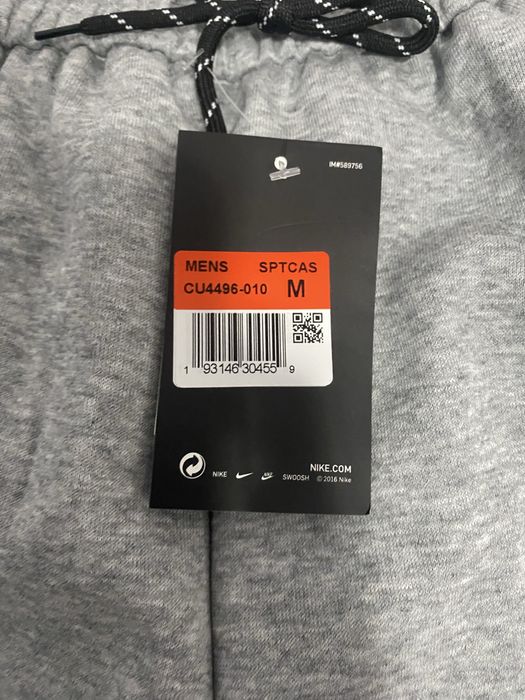 IM#589756
MENS SPTCAS
CU4496-010 M
1 93146 30455 9
NIKE SWOOSH
NIKE.COM
© 2016 Nike